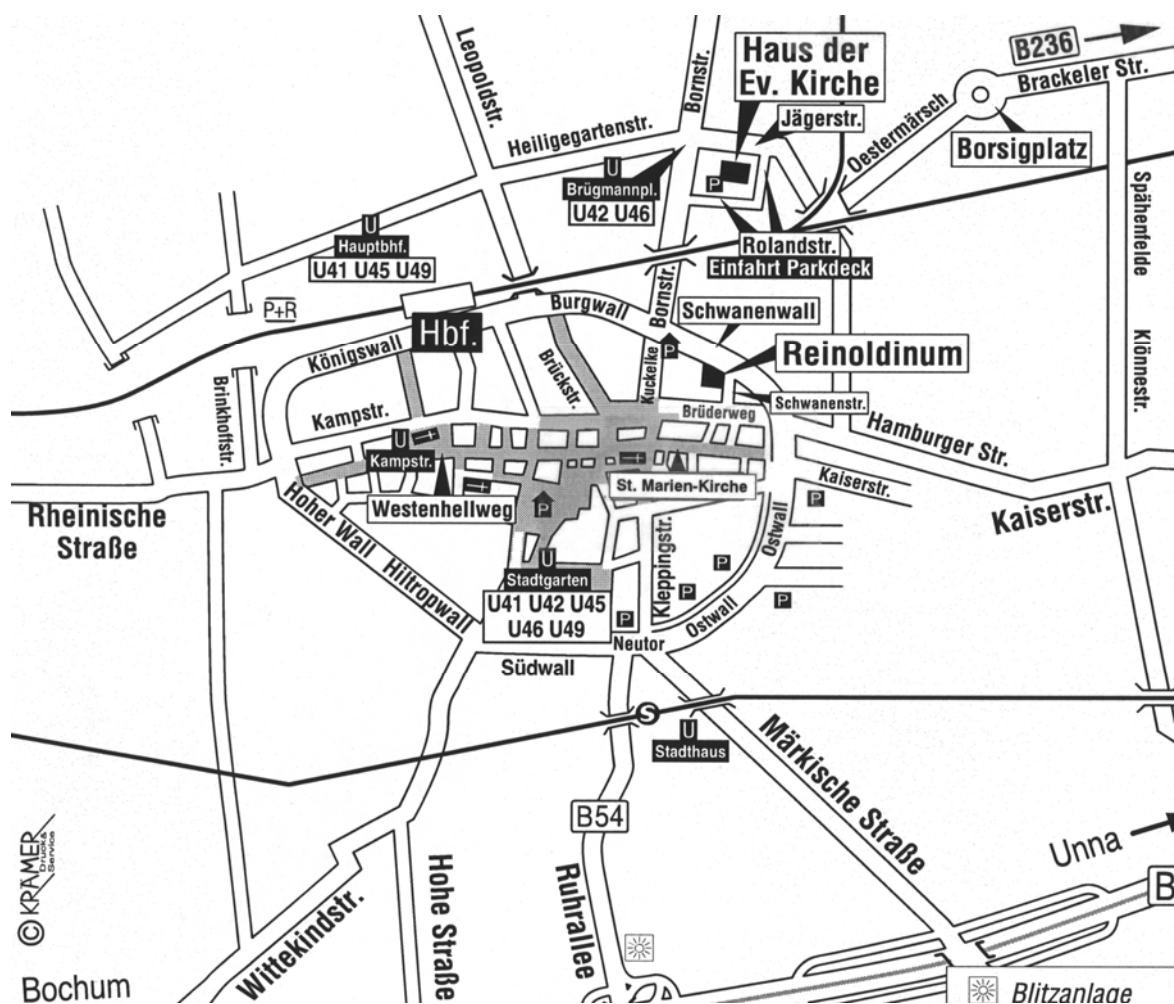 B236
Haus der
Ev. Kirche
Leopoldstr.
Bornstr.
Brackeler Str.
Jägerstr.
Heiligegartenstr.
Oestermärsch
Borsigplatz
U
Brügmannpl.
U42 U46
P
Spähenfelde
U
Hauptbhf.
U41 U45 U49
Rolandstr.
Einfahrt Parkdeck
P+R
Burgwall
Bornstr.
Schwanenwall
Hbf.
Königswall
P
Reinoldinum
Klönnestr.
Brückstr.
Kuckelke
Brinkhoffstr.
Kampstr.
Schwanenstr.
Brüderweg
Hamburger Str.
U
Kampstr.
St. Marien-Kirche
Kaiserstr.
Westenhellweg
P
P
Kaiserstr.
Rheinische
Straße
Hoher Wall
Hiltropwall
Kleppingstr.
Ostwall
P
U
Stadtgarten
U41 U42 U45
U46 U49
P
P
P
Ostwall
Neutor
Südwall
S
U
Stadthaus
Märkische Straße
B54
Unna
B
© KRÄMER
Druck &
Service
Hohe Straße
Ruhrallee
Wittekindstr.
Bochum
Blitzanlage